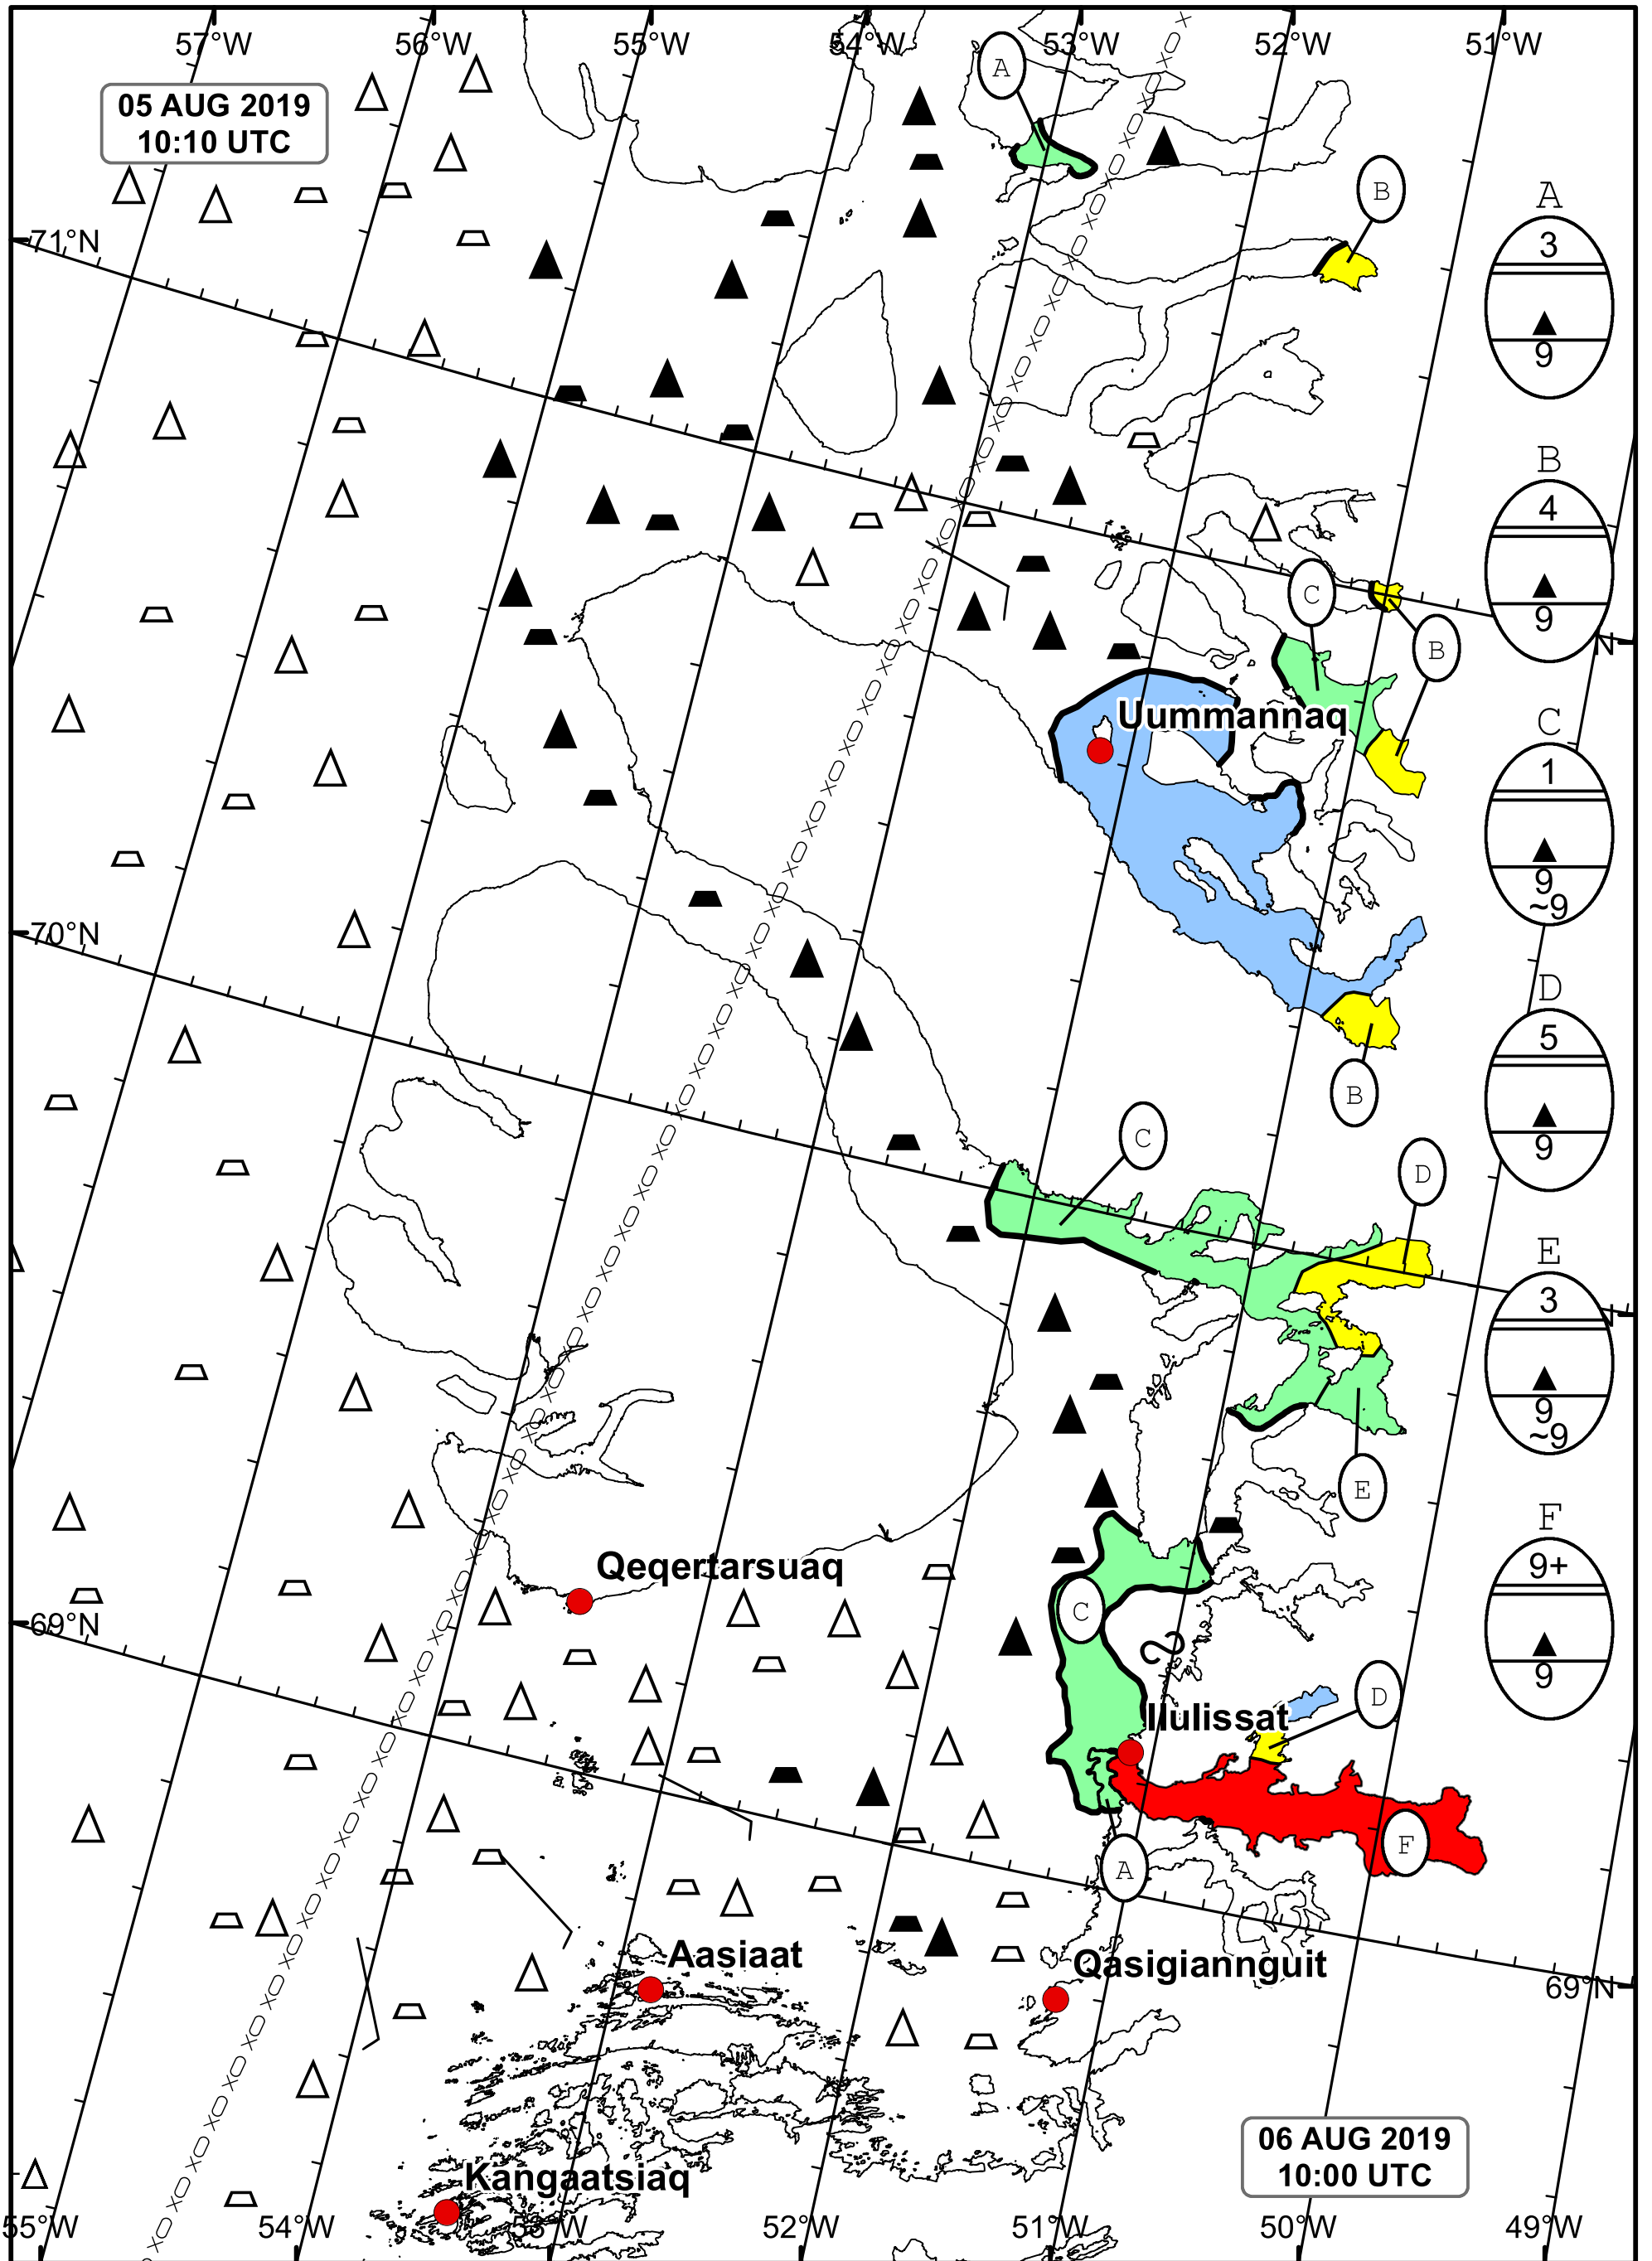 57°W
56°W
55°W
54°W
53°W
52°W
51°W
05 AUG 2019
10:10 UTC
A
B
71°N
A
3
9
B
4
9
C
B
N
C
1
9
~9
Uummannaq
70°N
B
D
5
9
C
D
E
3
9
~9
N
E
F
9+
9
Qeqertarsuaq
C
69°N
D
Ilulissat
F
A
Aasiaat
Qasigiannguit
69°N
06 AUG 2019
10:00 UTC
Kangaatsiaq
55°W
54°W
53°W
52°W
51°W
50°W
49°W